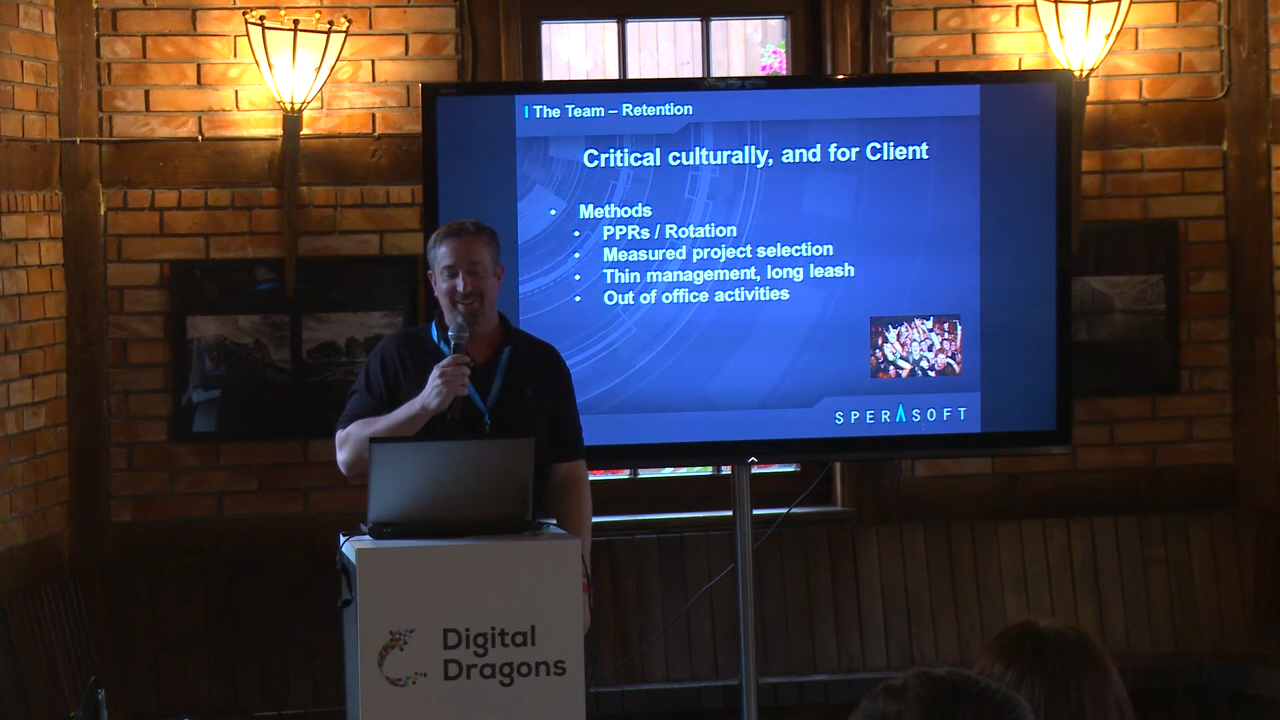 The Team – Retention
Critical culturally, and for Client
• Methods
• PPRs / Rotation
• Measured project selection
• Thin management, long leash
• Out of office activities
SPERASOFT
Digital
Dragons